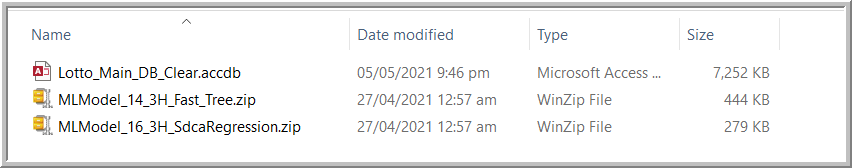 Name Date modified Type Size
Lotto_Main_DB_Clear.accdb 05/05/2021 9:46 pm Microsoft Access ... 7,252 KB
MLModel_14_3H_Fast_Tree.zip 27/04/2021 12:57 am WinZip File 444 KB
MLModel_16_3H_SdcaRegression.zip 27/04/2021 12:57 am WinZip File 279 KB